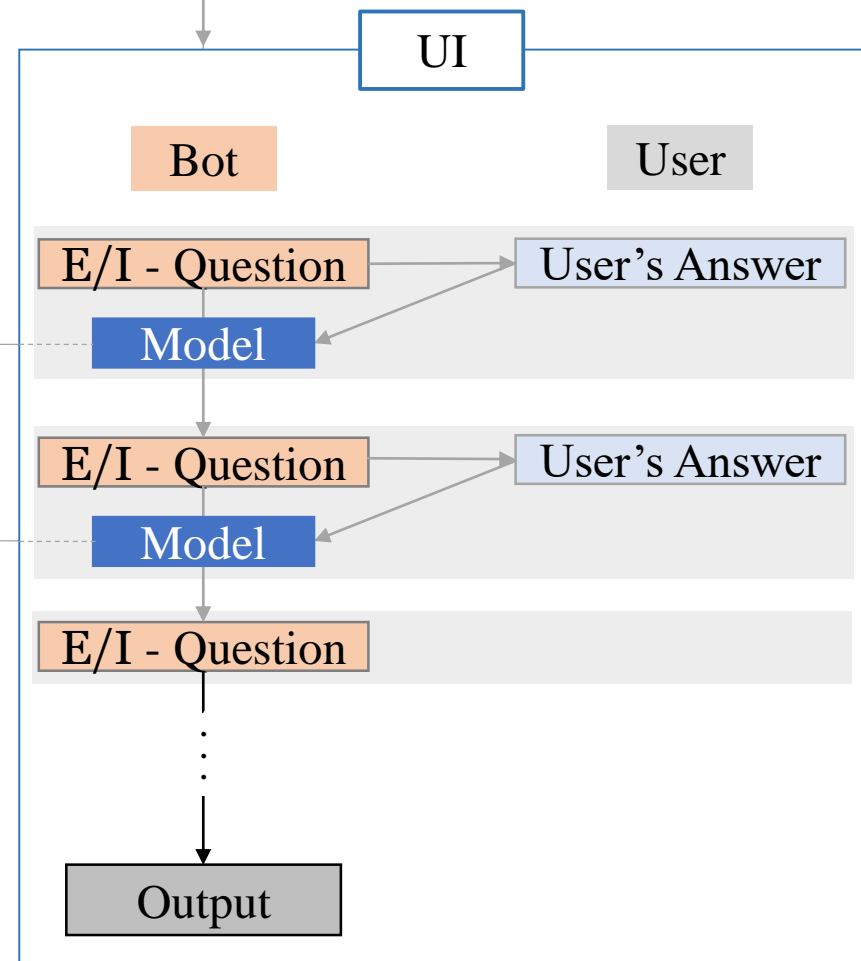 UI
Bot
User
E/I - Question
User's Answer
Model
E/I - Question
User's Answer
Model
E/I - Question
Output